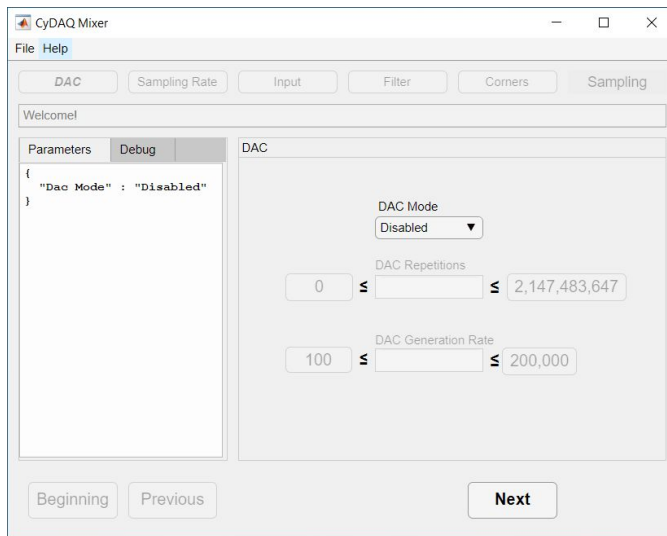 CyDAQ Mixer
File Help
DAC Sampling Rate Input Filter Corners Sampling
Welcome!
Parameters Debug
{
"Dac Mode" : "Disabled"
}
DAC
DAC Mode
Disabled
DAC Repetitions
0 ≤ ≤ 2,147,483,647
DAC Generation Rate
100 ≤ ≤ 200,000
Beginning Previous Next